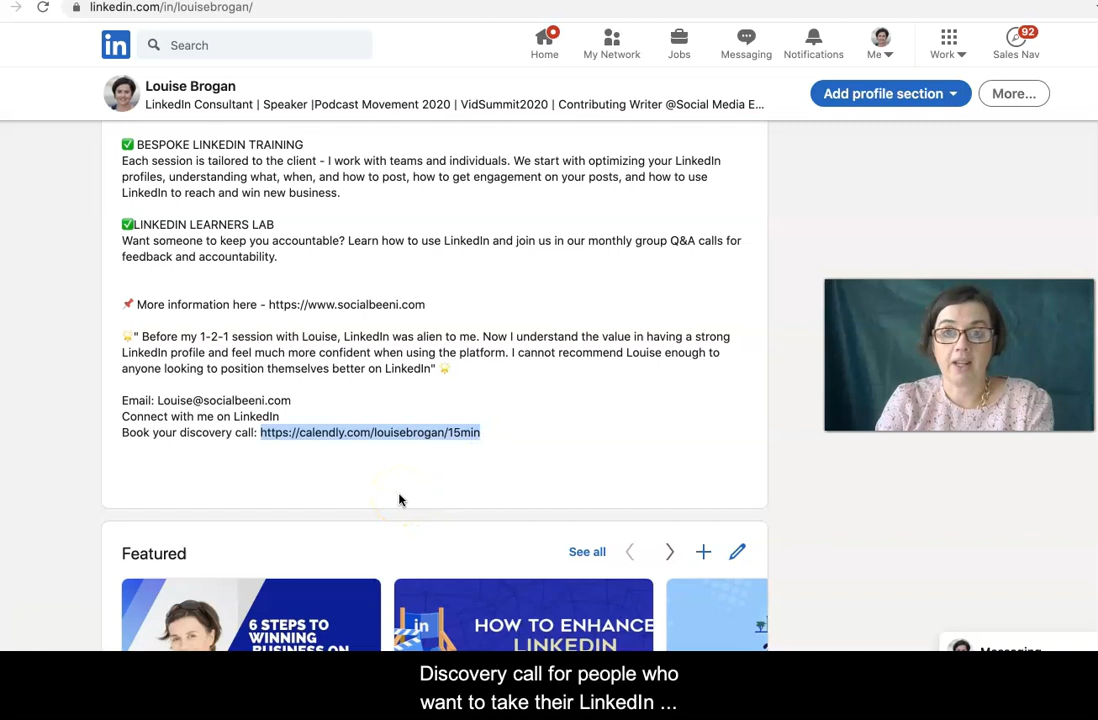 linkedin.com/in/louisebrogan/
in
Search
Home
My Network
Jobs
Messaging
Notifications
Me
Work
92
Sales Nav
Louise Brogan
LinkedIn Consultant | Speaker |Podcast Movement 2020 | VidSummit2020 | Contributing Writer @Social Media E...
Add profile section
More...
✅ BESPOKE LINKEDIN TRAINING
Each session is tailored to the client - I work with teams and individuals. We start with optimizing your LinkedIn
profiles, understanding what, when, and how to post, how to get engagement on your posts, and how to use
LinkedIn to reach and win new business.
✅LINKEDIN LEARNERS LAB
Want someone to keep you accountable? Learn how to use LinkedIn and join us in our monthly group Q&A calls for
feedback and accountability.
📌 More information here - https://www.socialbeeni.com
🌟" Before my 1-2-1 session with Louise, LinkedIn was alien to me. Now I understand the value in having a strong
LinkedIn profile and feel much more confident when using the platform. I cannot recommend Louise enough to
anyone looking to position themselves better on LinkedIn" 🌟
Email: Louise@socialbeeni.com
Connect with me on LinkedIn
Book your discovery call: https://calendly.com/louisebrogan/15min
Featured
See all
6 STEPS TO
WINNING
BUSINESS ON
in
HOW TO ENHANCE
LINKEDIN
Messaging
Discovery call for people who
want to take their LinkedIn ...